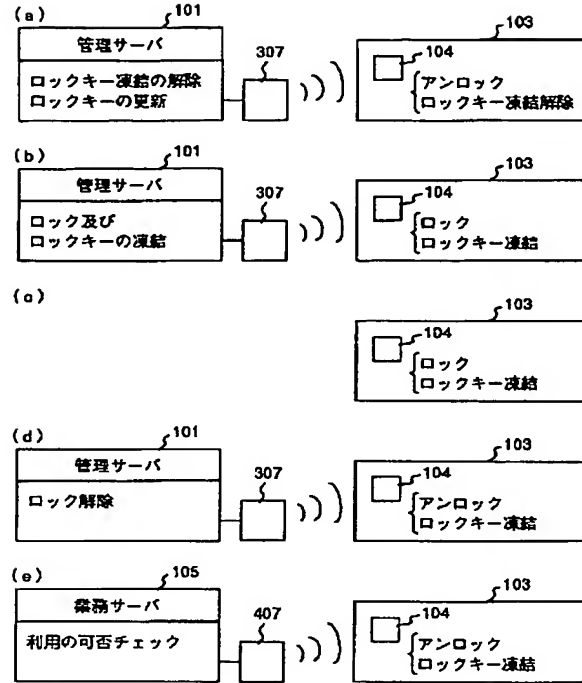 (a)
101
管理サーバ
ロックキー凍結の解除
ロックキーの更新
307
103
104
アンロック
ロックキー凍結解除
(b)
101
管理サーバ
ロック及び
ロックキーの凍結
307
103
104
ロック
ロックキー凍結
(c)
103
104
ロック
ロックキー凍結
(d)
101
管理サーバ
ロック解除
307
103
104
アンロック
ロックキー凍結
(e)
105
業務サーバ
利用の可否チェック
407
103
104
アンロック
ロックキー凍結